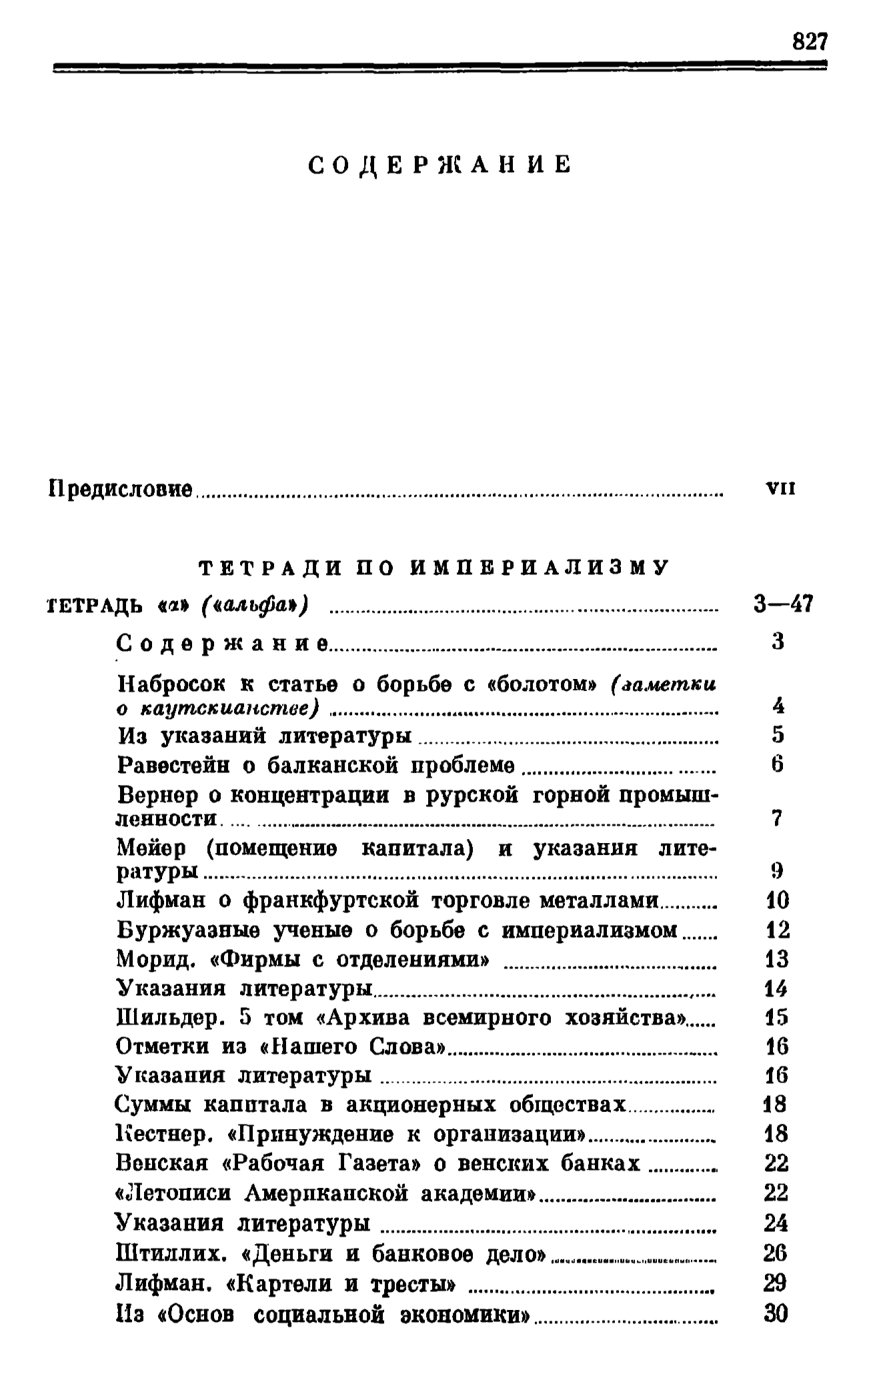 827
СОДЕРЖАНИЕ
Предисловие VII
ТЕТРАДИ ПО ИМПЕРИАЛИЗМУ
ТЕТРАДЬ «α» («альфа») 3—47
Содержание 3
Набросок к статье о борьбе с «болотом» (заметки
о каутскианстве) 4
Из указаний литературы 5
Равестейн о балканской проблеме 6
Вернер о концентрации в рурской горной промыш-
ленности 7
Мейер (помещение капитала) и указания лите-
ратуры 9
Лифман о франкфуртской торговле металлами 10
Буржуазные ученые о борьбе с империализмом 12
Морид. «Фирмы с отделениями» 13
Указания литературы 14
Шильдер. 5 том «Архива всемирного хозяйства» 15
Отметки из «Нашего Слова» 16
Указания литературы 16
Суммы капитала в акционерных обществах 18
Кестнер. «Принуждение к организации» 18
Венская «Рабочая Газета» о венских банках 22
«Летописи Американской академии» 22
Указания литературы 24
Штиллих. «Деньги и банковое дело» 26
Лифман. «Картели и тресты» 29
Из «Основ социальной экономики» 30